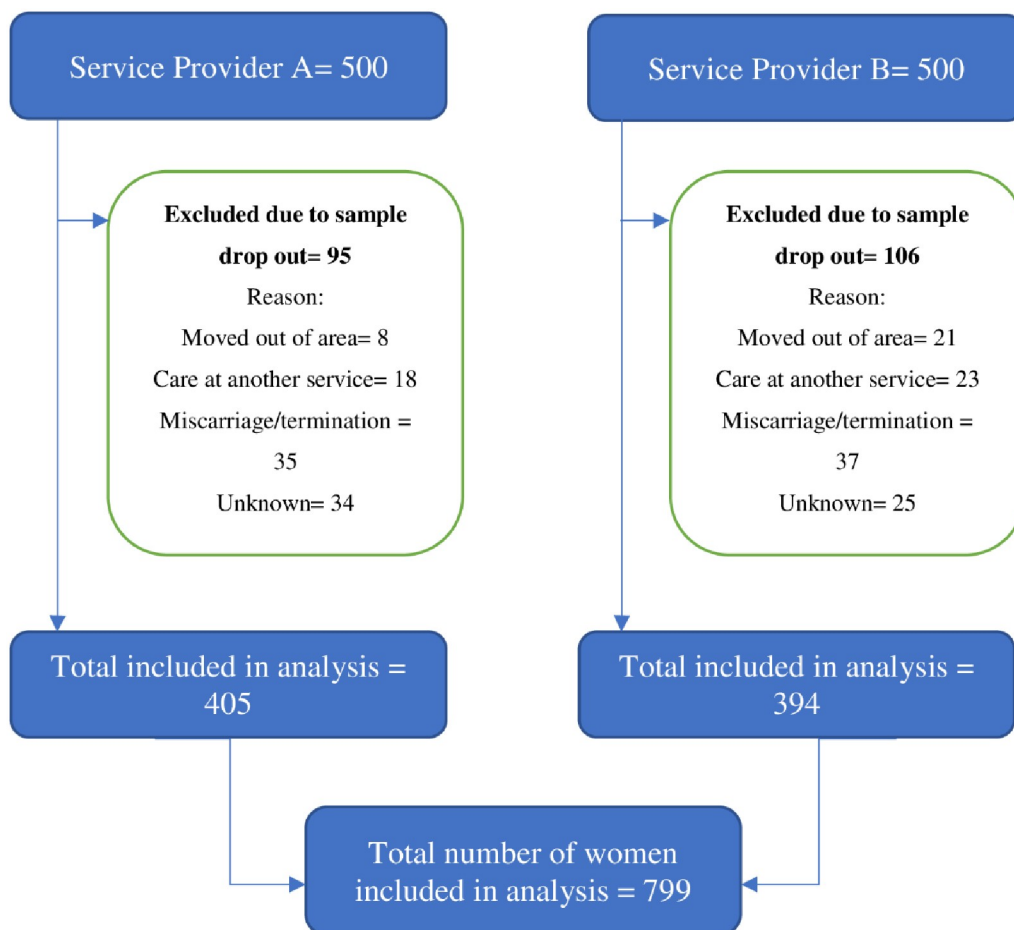 Service Provider A= 500
Service Provider B= 500
Excluded due to sample
drop out= 95
Reason:
Moved out of area= 8
Care at another service= 18
Miscarriage/termination =
35
Unknown= 34
Excluded due to sample
drop out= 106
Reason:
Moved out of area= 21
Care at another service= 23
Miscarriage/termination =
37
Unknown= 25
Total included in analysis =
405
Total included in analysis =
394
Total number of women
included in analysis = 799